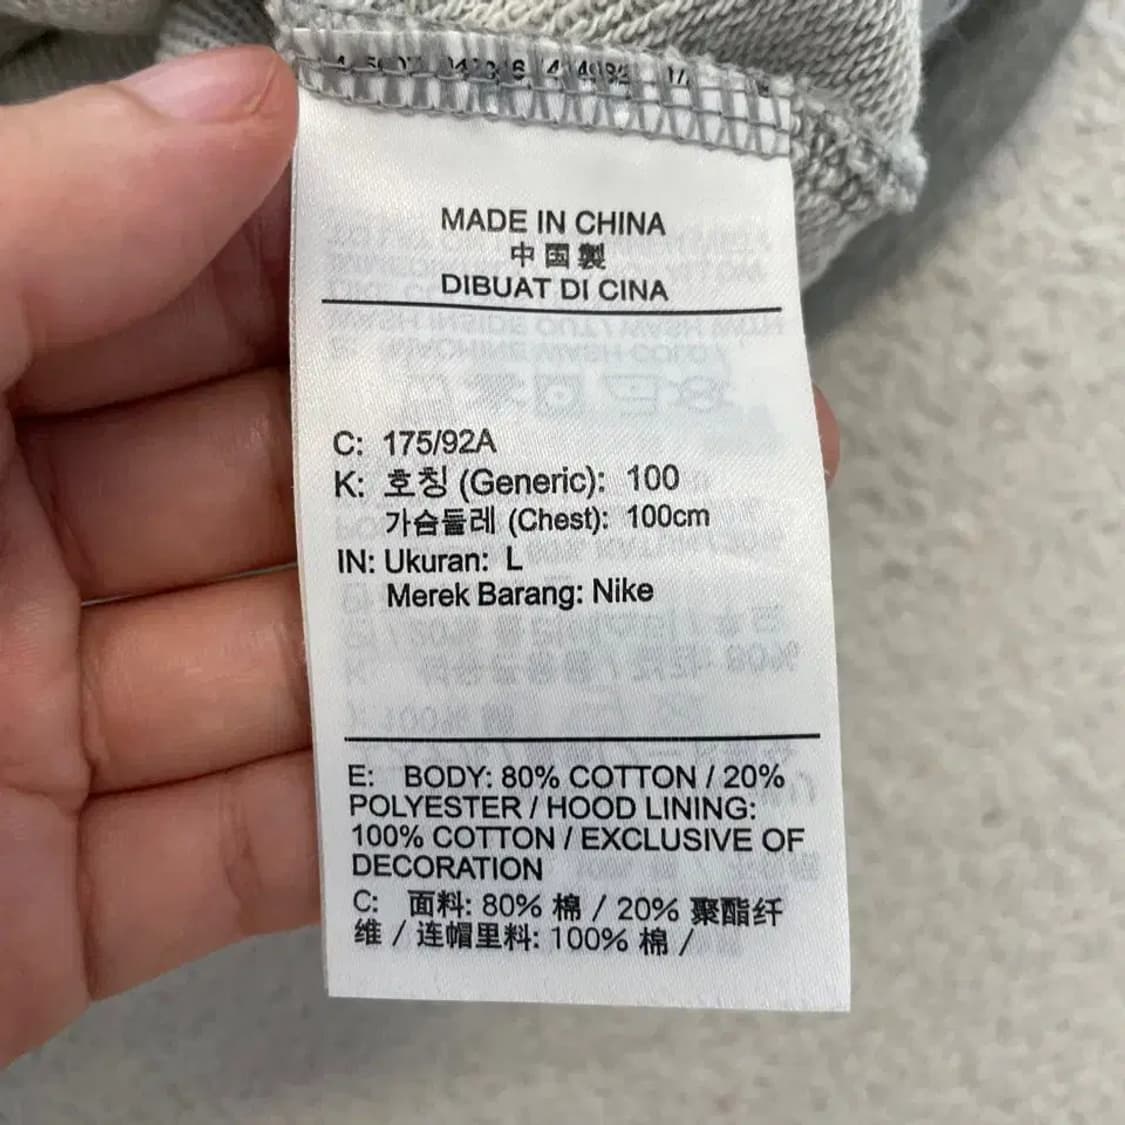 MADE IN CHINA
中国製
DIBUAT DI CINA
C: 175/92A
K: 호칭 (Generic): 100
가슴둘레 (Chest): 100cm
IN: Ukuran: L
Merek Barang: Nike
E: BODY: 80% COTTON / 20%
POLYESTER / HOOD LINING:
100% COTTON / EXCLUSIVE OF
DECORATION
C: 面料: 80% 棉 / 20% 聚酯纤
维 / 连帽里料: 100% 棉 /